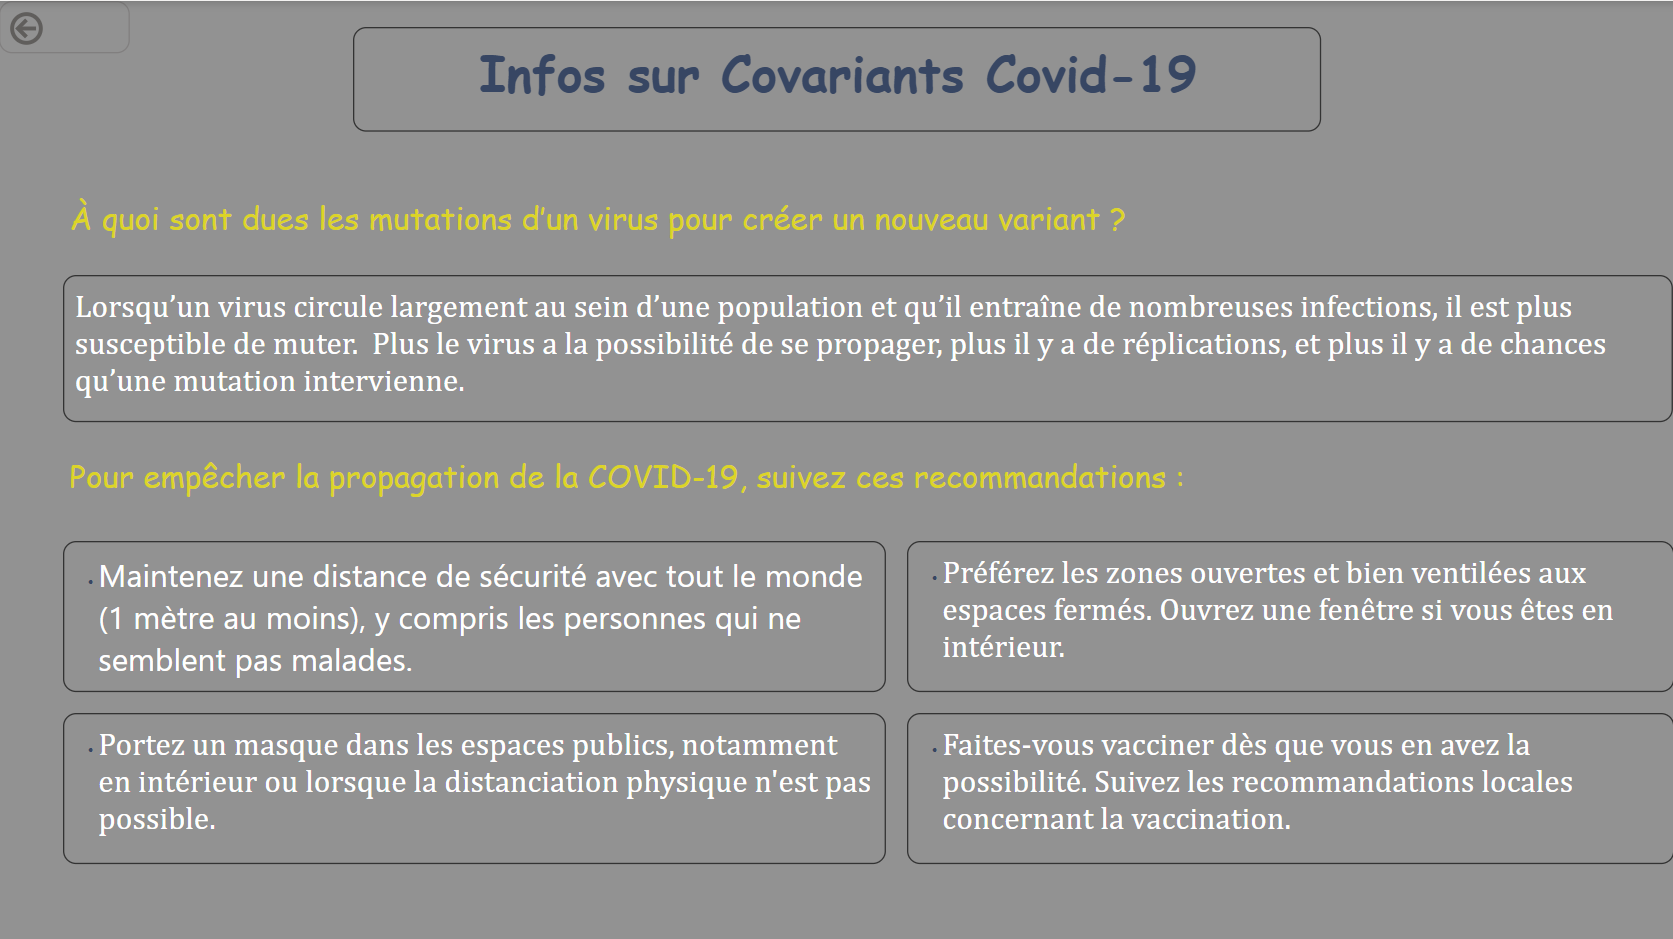 Infos sur Covariants Covid-19
À quoi sont dues les mutations d’un virus pour créer un nouveau variant ?
Lorsqu’un virus circule largement au sein d’une population et qu’il entraîne de nombreuses infections, il est plus
susceptible de muter.  Plus le virus a la possibilité de se propager, plus il y a de réplications, et plus il y a de chances
qu’une mutation intervienne.
Pour empêcher la propagation de la COVID-19, suivez ces recommandations :
· Maintenez une distance de sécurité avec tout le monde
(1 mètre au moins), y compris les personnes qui ne
semblent pas malades.
· Préférez les zones ouvertes et bien ventilées aux
espaces fermés. Ouvrez une fenêtre si vous êtes en
intérieur.
· Portez un masque dans les espaces publics, notamment
en intérieur ou lorsque la distanciation physique n'est pas
possible.
· Faites-vous vacciner dès que vous en avez la
possibilité. Suivez les recommandations locales
concernant la vaccination.